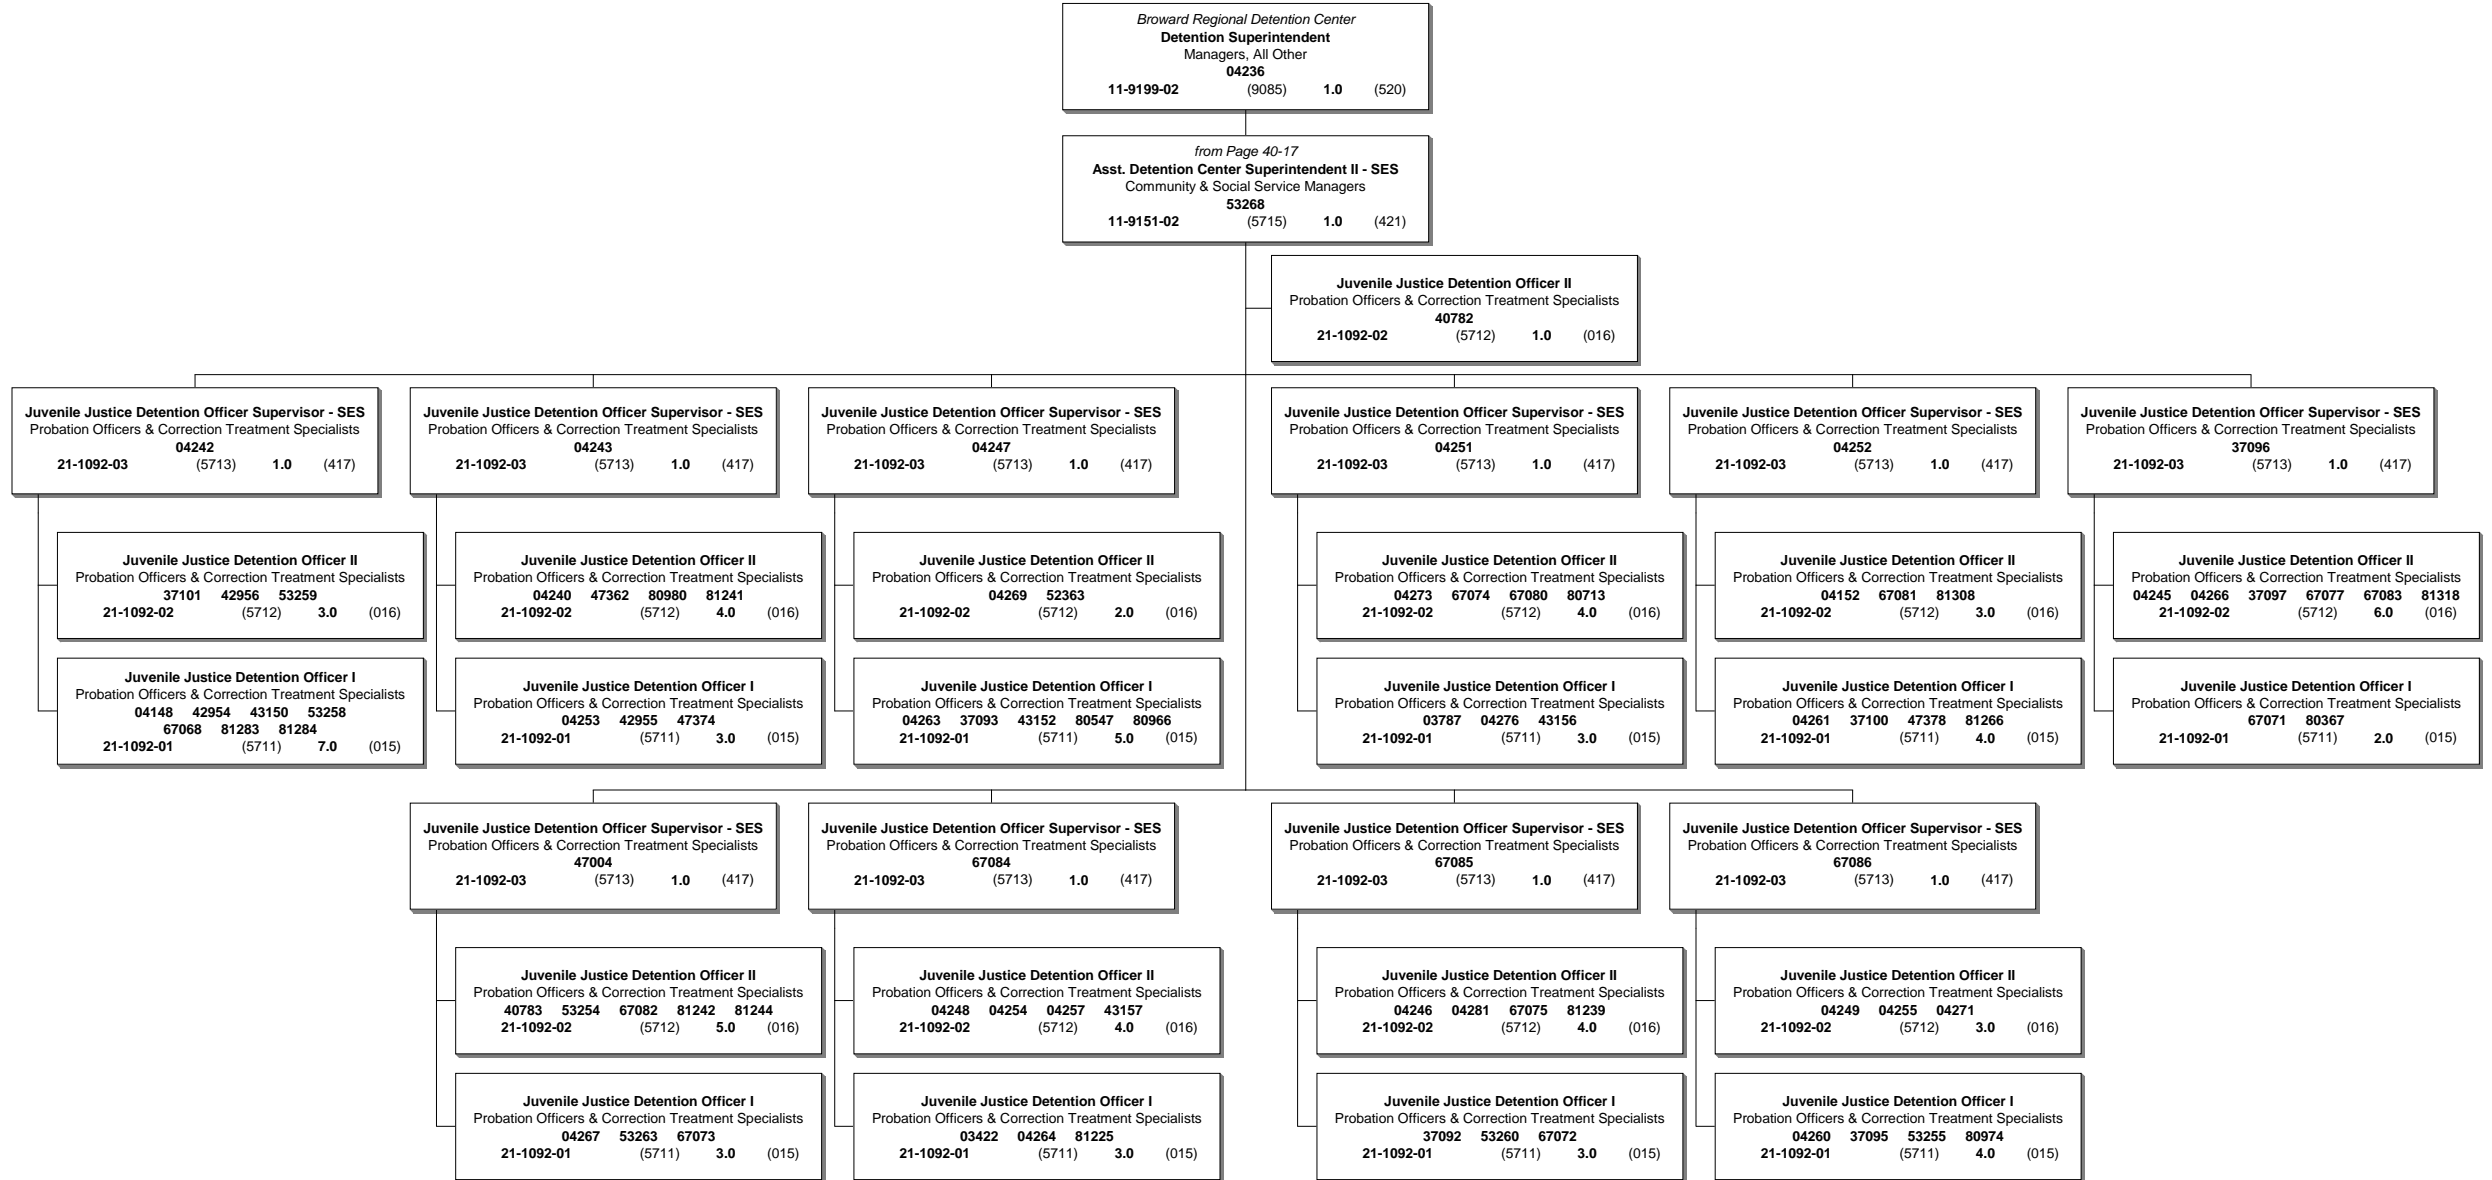 Broward Regional Detention Center
Detention Superintendent
Managers, All Other
04236
11-9199-02 (9085) 1.0 (520)
from Page 40-17
Asst. Detention Center Superintendent II - SES
Community & Social Service Managers
53268
11-9151-02 (5715) 1.0 (421)
Juvenile Justice Detention Officer II
Probation Officers & Correction Treatment Specialists
40782
21-1092-02 (5712) 1.0 (016)
Juvenile Justice Detention Officer Supervisor - SES
Probation Officers & Correction Treatment Specialists
04242
21-1092-03 (5713) 1.0 (417)
Juvenile Justice Detention Officer II
Probation Officers & Correction Treatment Specialists
37101 42956 53259
21-1092-02 (5712) 3.0 (016)
Juvenile Justice Detention Officer I
Probation Officers & Correction Treatment Specialists
04148 42954 43150 53258
67068 81283 81284
21-1092-01 (5711) 7.0 (015)
Juvenile Justice Detention Officer Supervisor - SES
Probation Officers & Correction Treatment Specialists
04243
21-1092-03 (5713) 1.0 (417)
Juvenile Justice Detention Officer II
Probation Officers & Correction Treatment Specialists
04240 47362 80980 81241
21-1092-02 (5712) 4.0 (016)
Juvenile Justice Detention Officer I
Probation Officers & Correction Treatment Specialists
04253 42955 47374
21-1092-01 (5711) 3.0 (015)
Juvenile Justice Detention Officer Supervisor - SES
Probation Officers & Correction Treatment Specialists
04247
21-1092-03 (5713) 1.0 (417)
Juvenile Justice Detention Officer II
Probation Officers & Correction Treatment Specialists
04269 52363
21-1092-02 (5712) 2.0 (016)
Juvenile Justice Detention Officer I
Probation Officers & Correction Treatment Specialists
04263 37093 43152 80547 80966
21-1092-01 (5711) 5.0 (015)
Juvenile Justice Detention Officer Supervisor - SES
Probation Officers & Correction Treatment Specialists
04251
21-1092-03 (5713) 1.0 (417)
Juvenile Justice Detention Officer II
Probation Officers & Correction Treatment Specialists
04273 67074 67080 80713
21-1092-02 (5712) 4.0 (016)
Juvenile Justice Detention Officer I
Probation Officers & Correction Treatment Specialists
03787 04276 43156
21-1092-01 (5711) 3.0 (015)
Juvenile Justice Detention Officer Supervisor - SES
Probation Officers & Correction Treatment Specialists
04252
21-1092-03 (5713) 1.0 (417)
Juvenile Justice Detention Officer II
Probation Officers & Correction Treatment Specialists
04152 67081 81308
21-1092-02 (5712) 3.0 (016)
Juvenile Justice Detention Officer I
Probation Officers & Correction Treatment Specialists
04261 37100 47378 81266
21-1092-01 (5711) 4.0 (015)
Juvenile Justice Detention Officer Supervisor - SES
Probation Officers & Correction Treatment Specialists
37096
21-1092-03 (5713) 1.0 (417)
Juvenile Justice Detention Officer II
Probation Officers & Correction Treatment Specialists
04245 04266 37097 67077 67083 81318
21-1092-02 (5712) 6.0 (016)
Juvenile Justice Detention Officer I
Probation Officers & Correction Treatment Specialists
67071 80367
21-1092-01 (5711) 2.0 (015)
Juvenile Justice Detention Officer Supervisor - SES
Probation Officers & Correction Treatment Specialists
47004
21-1092-03 (5713) 1.0 (417)
Juvenile Justice Detention Officer II
Probation Officers & Correction Treatment Specialists
40783 53254 67082 81242 81244
21-1092-02 (5712) 5.0 (016)
Juvenile Justice Detention Officer I
Probation Officers & Correction Treatment Specialists
04267 53263 67073
21-1092-01 (5711) 3.0 (015)
Juvenile Justice Detention Officer Supervisor - SES
Probation Officers & Correction Treatment Specialists
67084
21-1092-03 (5713) 1.0 (417)
Juvenile Justice Detention Officer II
Probation Officers & Correction Treatment Specialists
04248 04254 04257 43157
21-1092-02 (5712) 4.0 (016)
Juvenile Justice Detention Officer I
Probation Officers & Correction Treatment Specialists
03422 04264 81225
21-1092-01 (5711) 3.0 (015)
Juvenile Justice Detention Officer Supervisor - SES
Probation Officers & Correction Treatment Specialists
67085
21-1092-03 (5713) 1.0 (417)
Juvenile Justice Detention Officer II
Probation Officers & Correction Treatment Specialists
04246 04281 67075 81239
21-1092-02 (5712) 4.0 (016)
Juvenile Justice Detention Officer I
Probation Officers & Correction Treatment Specialists
37092 53260 67072
21-1092-01 (5711) 3.0 (015)
Juvenile Justice Detention Officer Supervisor - SES
Probation Officers & Correction Treatment Specialists
67086
21-1092-03 (5713) 1.0 (417)
Juvenile Justice Detention Officer II
Probation Officers & Correction Treatment Specialists
04249 04255 04271
21-1092-02 (5712) 3.0 (016)
Juvenile Justice Detention Officer I
Probation Officers & Correction Treatment Specialists
04260 37095 53255 80974
21-1092-01 (5711) 4.0 (015)